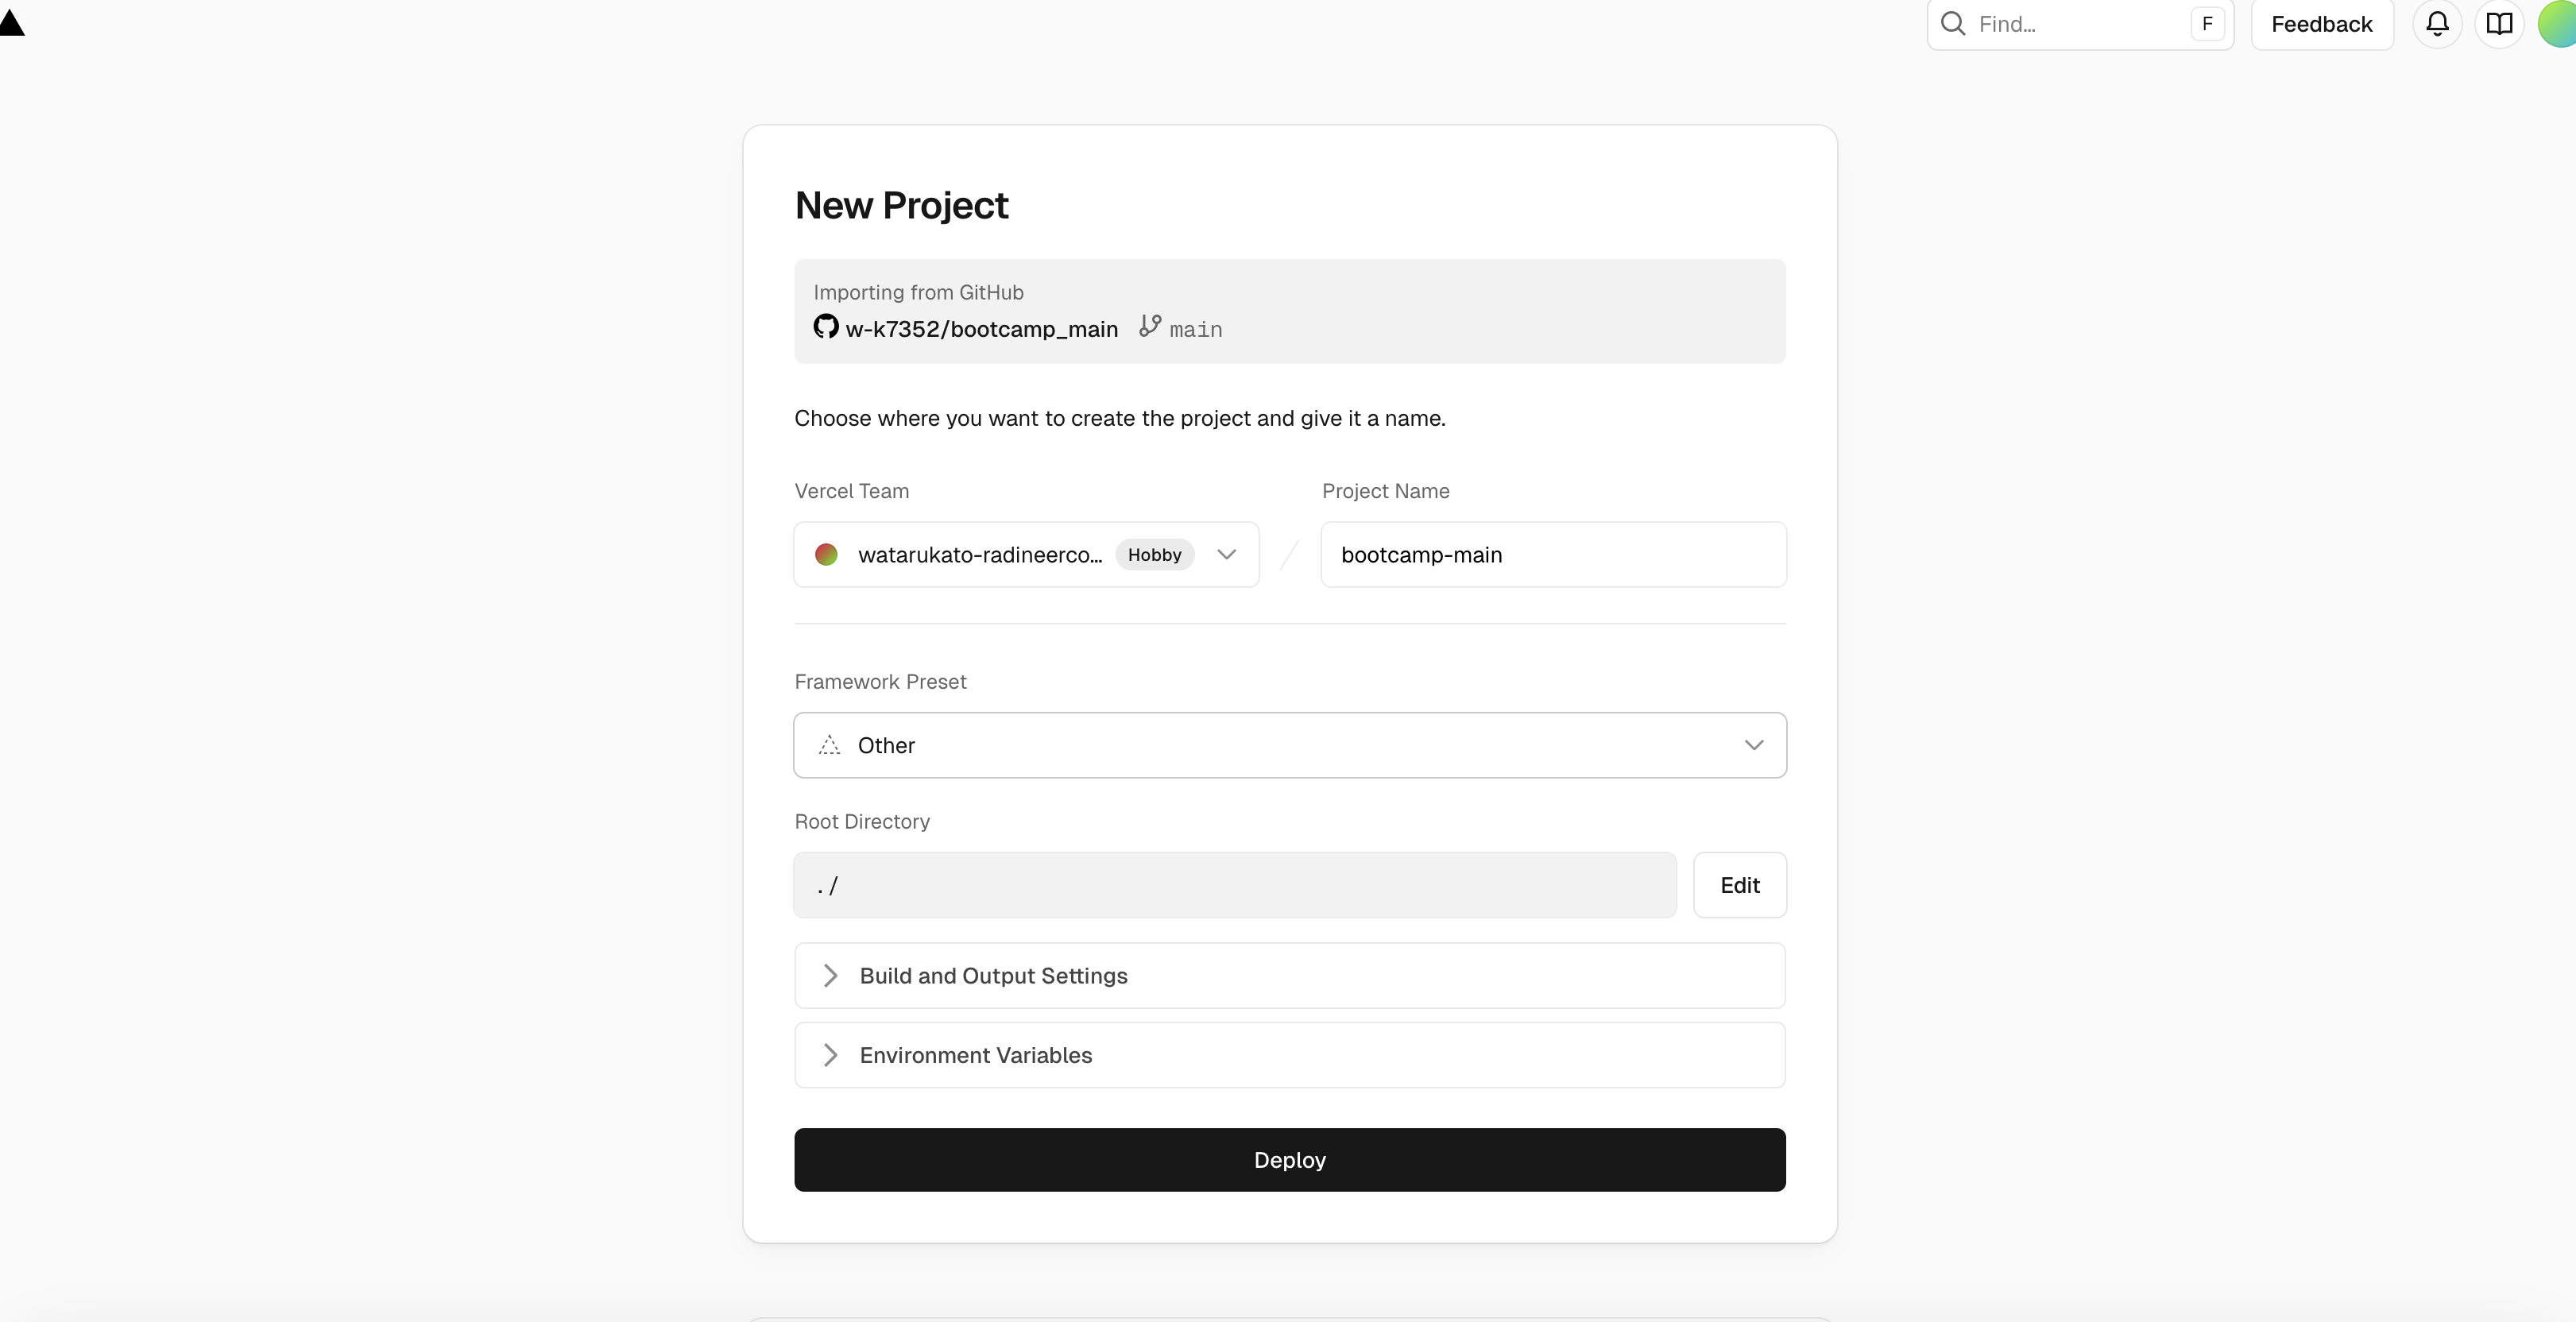 Find...
F
Feedback
New Project
Importing from GitHub
w-k7352/bootcamp_main main
Choose where you want to create the project and give it a name.
Vercel Team
Project Name
watarukato-radineerco... Hobby
bootcamp-main
Framework Preset
Other
Root Directory
./
Edit
Build and Output Settings
Environment Variables
Deploy